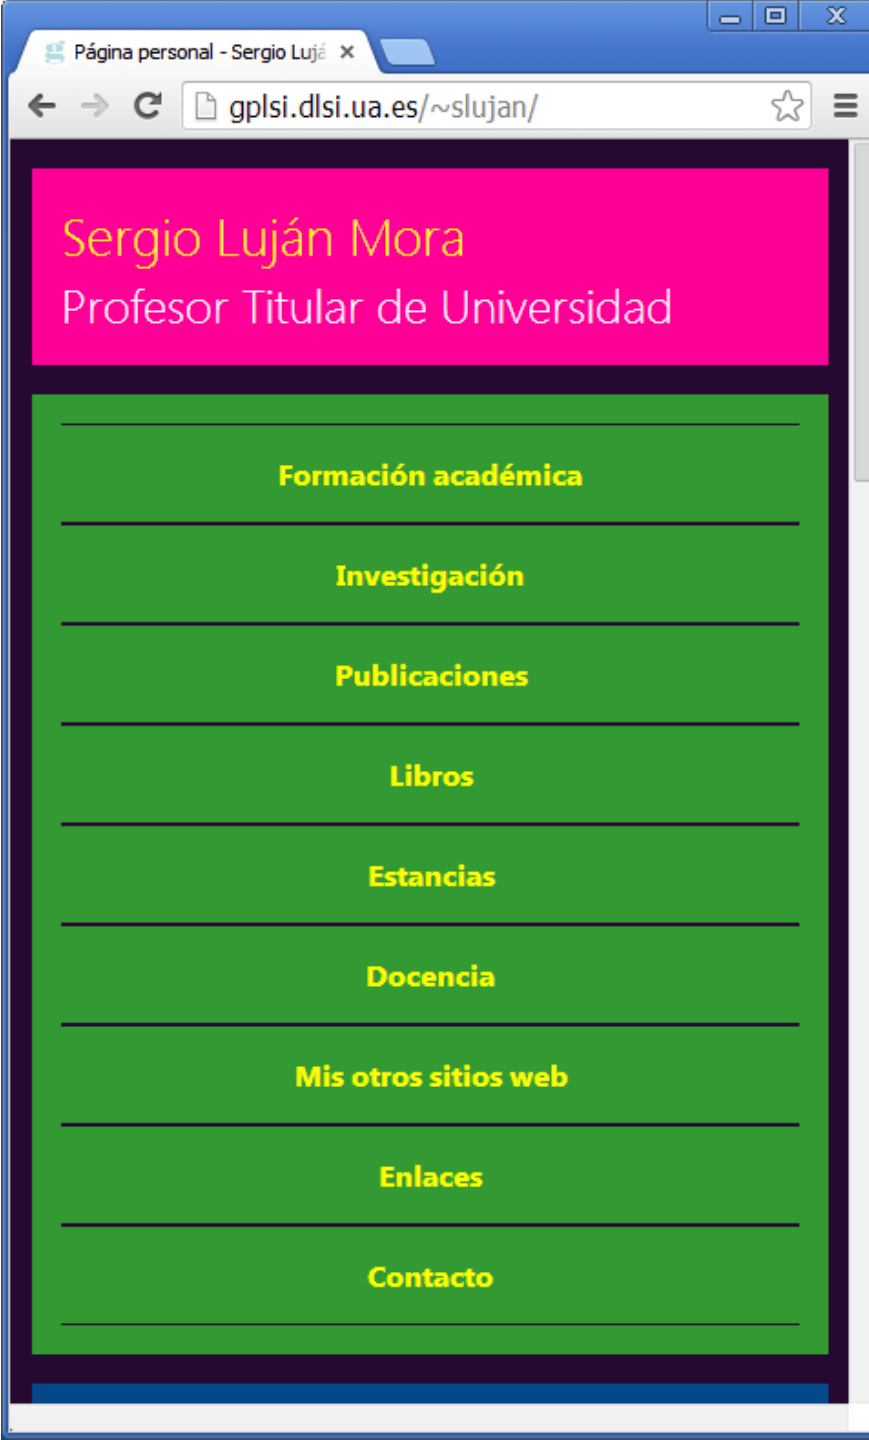 Página personal - Sergio Lujá
gplsi.dlsi.ua.es/~slujan/
Sergio Luján Mora
Profesor Titular de Universidad
Formación académica
Investigación
Publicaciones
Libros
Estancias
Docencia
Mis otros sitios web
Enlaces
Contacto